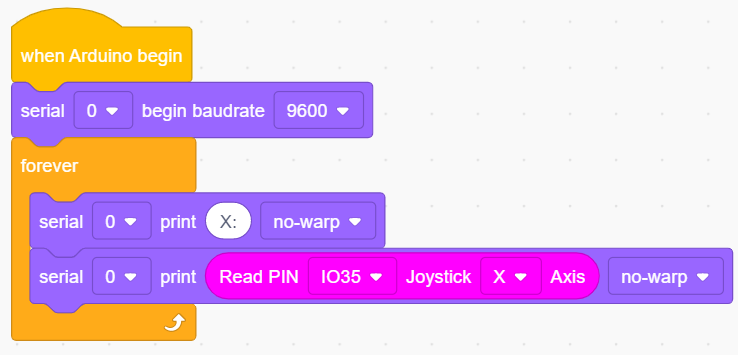 when Arduino begin
serial 0 begin baudrate 9600
forever
serial 0 print X: no-warp
serial 0 print Read PIN IO35 Joystick X Axis no-warp